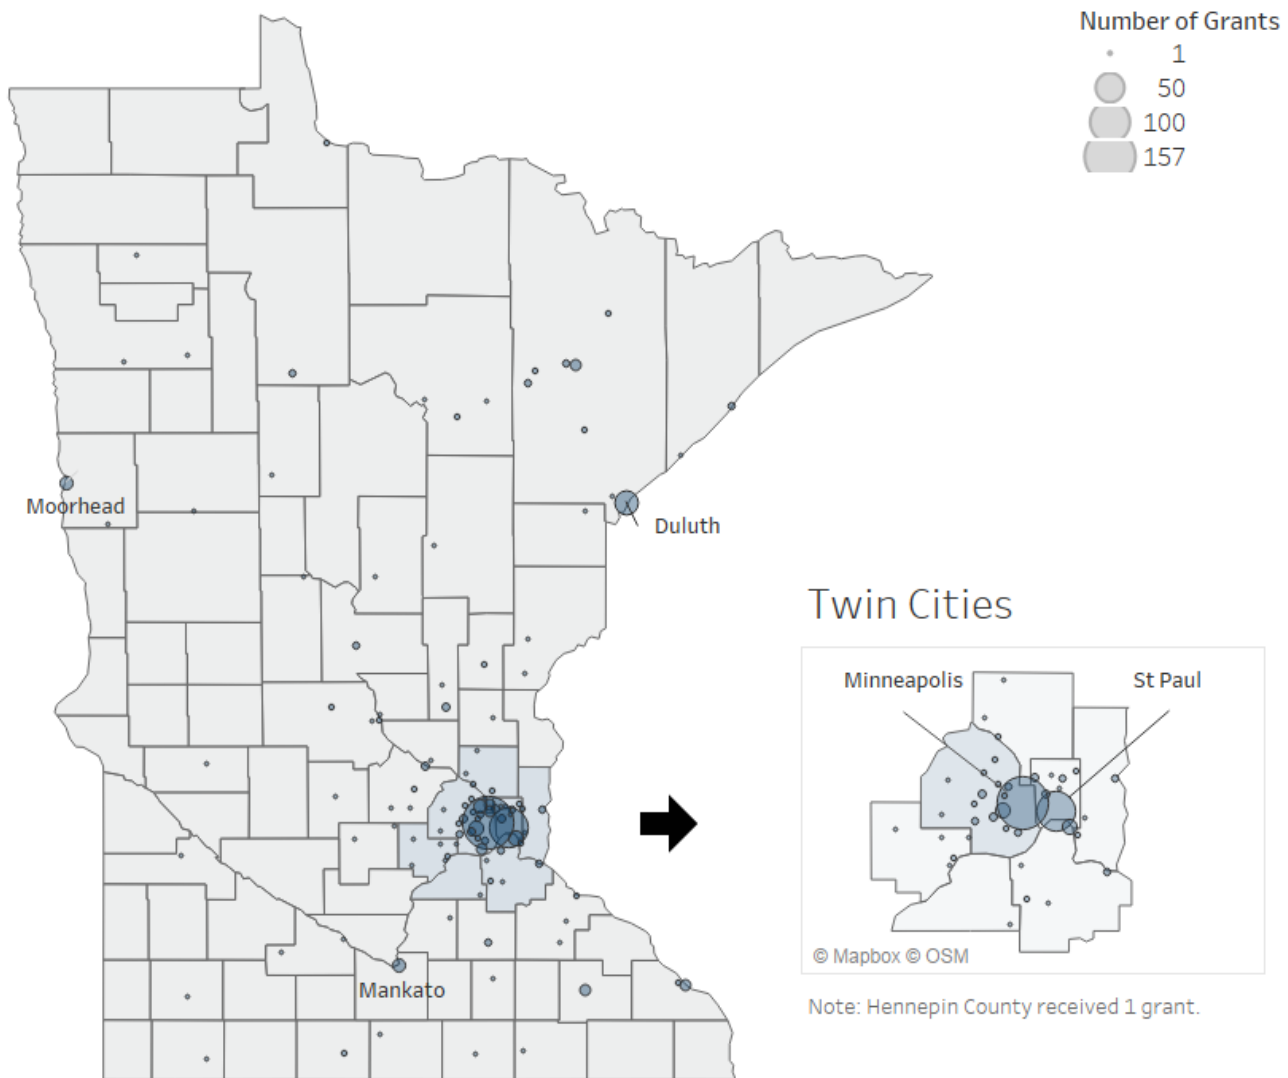 Number of Grants
1
50
100
157
Moorhead
Duluth
Mankato
Twin Cities
Minneapolis
St Paul
© Mapbox © OSM
Note: Hennepin County received 1 grant.